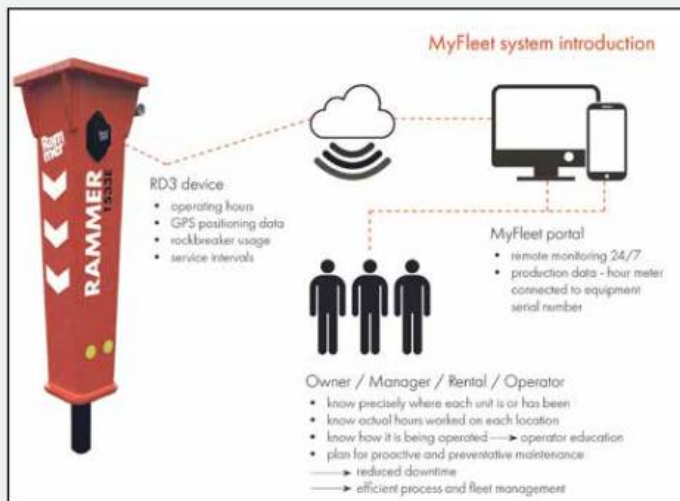 MyFleet system introduction
Rammer
RAMMER
1533E
RD3 device
• operating hours
• GPS positioning data
• rockbreaker usage
• service intervals
MyFleet portal
• remote monitoring 24/7
• production data - hour meter
connected to equipment
serial number
Owner / Manager / Rental / Operator
• know precisely where each unit is or has been
• know actual hours worked on each location
• know how it is being operated → operator education
• plan for proactive and preventative maintenance
→ reduced downtime
→ efficient process and fleet management